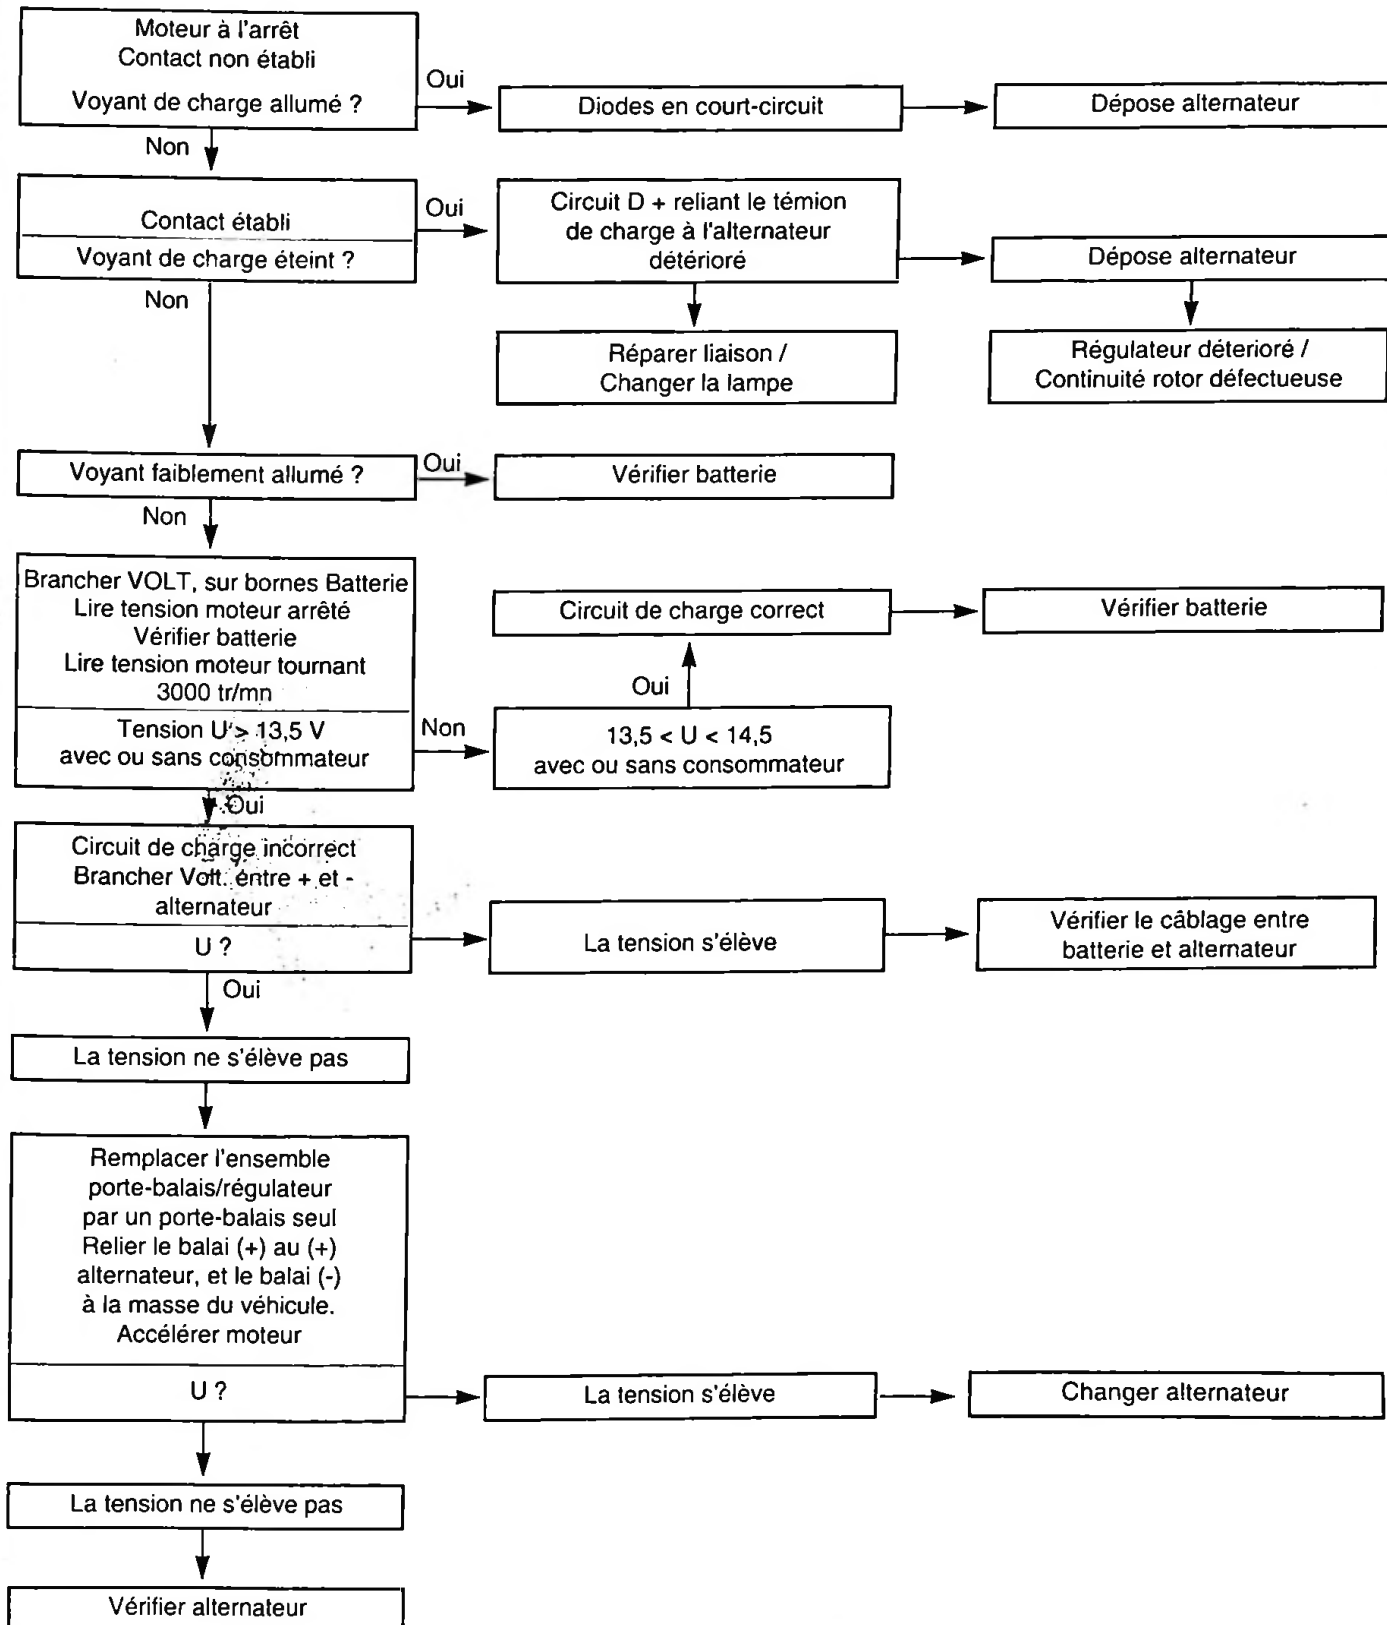 Moteur à l'arrêt
Contact non établi
Voyant de charge allumé ?
Oui
Diodes en court-circuit
Dépose alternateur
Non
Contact établi
Voyant de charge éteint ?
Oui
Circuit D + reliant le témion
de charge à l'alternateur
détérioré
Dépose alternateur
Non
Réparer liaison /
Changer la lampe
Régulateur déterioré /
Continuité rotor défectueuse
Voyant faiblement allumé ?
Oui
Vérifier batterie
Non
Brancher VOLT, sur bornes Batterie
Lire tension moteur arrêté
Vérifier batterie
Lire tension moteur tournant
3000 tr/mn
Tension U > 13,5 V
avec ou sans consommateur
Circuit de charge correct
Vérifier batterie
Oui
Non
13,5 < U < 14,5
avec ou sans consommateur
Oui
Circuit de charge incorrect
Brancher Volt. entre + et -
alternateur
U ?
La tension s'élève
Vérifier le câblage entre
batterie et alternateur
Oui
La tension ne s'élève pas
Remplacer l'ensemble
porte-balais/régulateur
par un porte-balais seul
Relier le balai (+) au (+)
alternateur, et le balai (-)
à la masse du véhicule.
Accélérer moteur
U ?
La tension s'élève
Changer alternateur
La tension ne s'élève pas
Vérifier alternateur